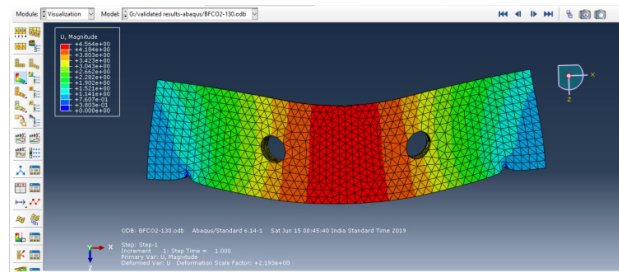 Module: Visualization Model: G:/validated results-abaqus/BFCO2-130.odb
U, Magnitude
+4.564e+00
+4.184e+00
+3.803e+00
+3.423e+00
+3.043e+00
+2.662e+00
+2.282e+00
+1.902e+00
+1.521e+00
+1.141e+00
+7.607e-01
+3.803e-01
+0.000e+00
X
Z
ODB: BFCO2-130.odb Abaqus/Standard 6.14-1 Sat Jun 15 08:45:40 India Standard Time 2019
Y X
Step: Step-1
Increment 1: Step Time = 1.000
Primary Var: U, Magnitude
Deformed Var: U Deformation Scale Factor: +2.193e+00